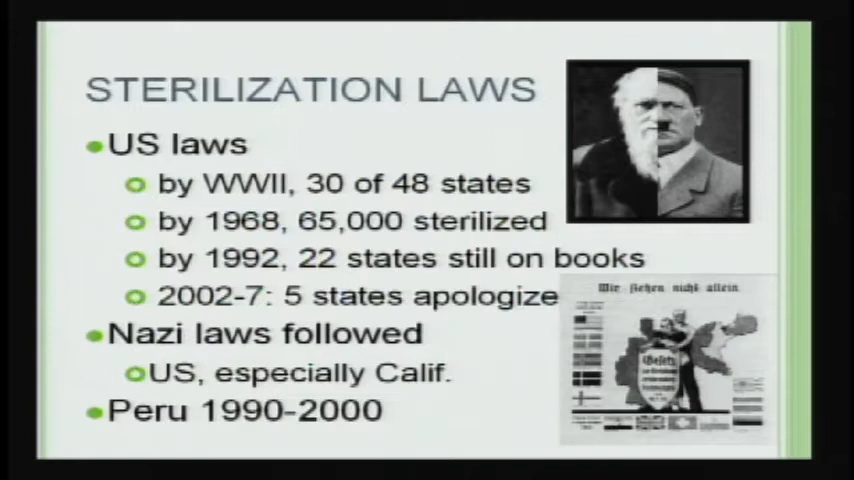 STERILIZATION LAWS
US laws
by WWII, 30 of 48 states
by 1968, 65,000 sterilized
by 1992, 22 states still on books
2002-7: 5 states apologize
Wir stehen nicht allein
Nazi laws followed
US, especially Calif.
Peru 1990-2000